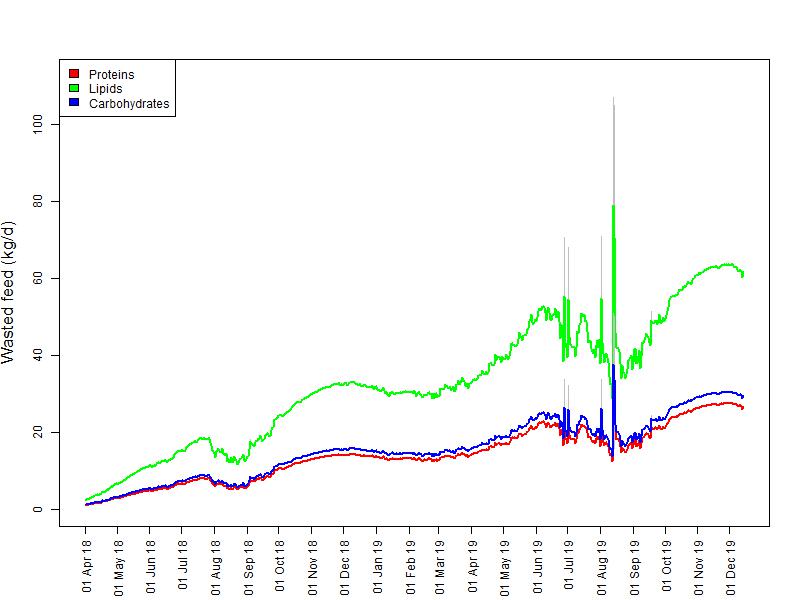 Proteins
Lipids
Carbohydrates
Wasted feed (kg/d)
100
80
60
40
20
0
01 Apr 18
01 May 18
01 Jun 18
01 Jul 18
01 Aug 18
01 Sep 18
01 Oct 18
01 Nov 18
01 Dec 18
01 Jan 19
01 Feb 19
01 Mar 19
01 Apr 19
01 May 19
01 Jun 19
01 Jul 19
01 Aug 19
01 Sep 19
01 Oct 19
01 Nov 19
01 Dec 19